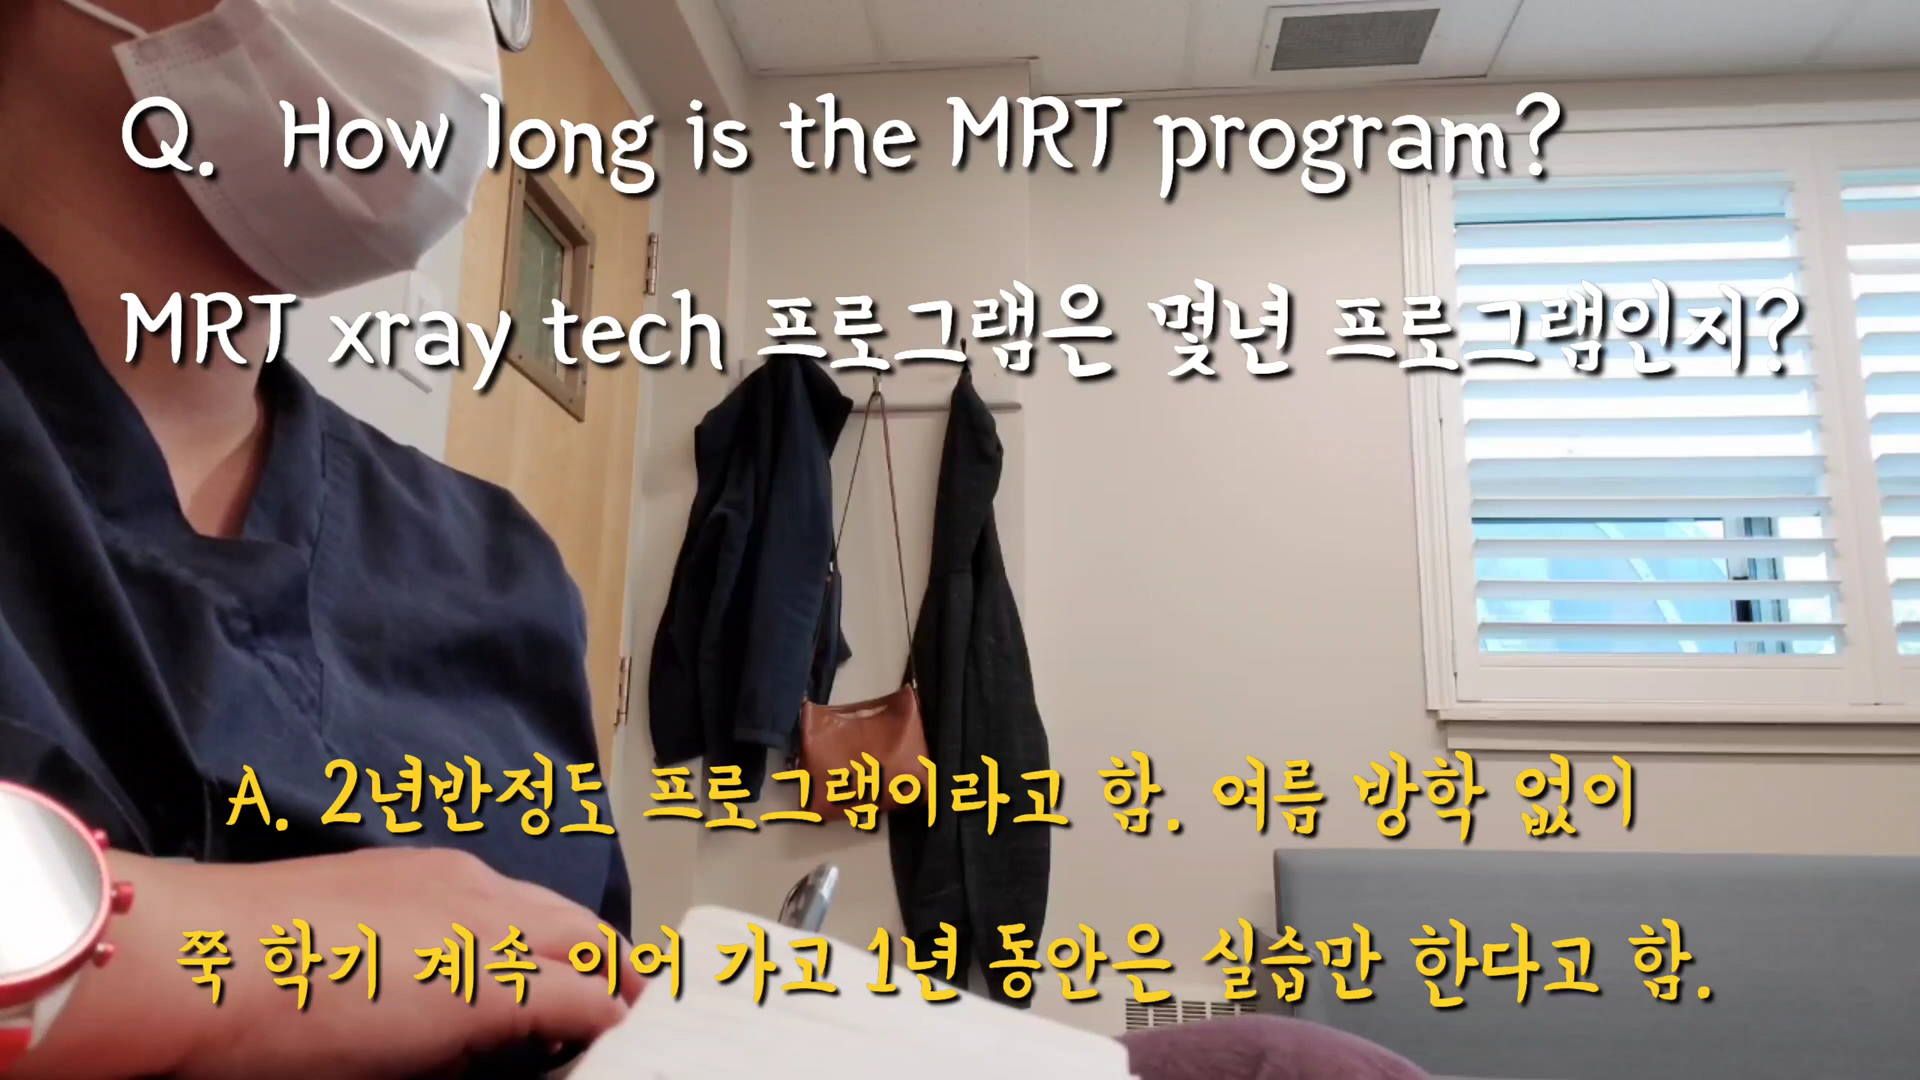 Q. How long is the MRT program?
MRT xray tech 프로그램은 몇년 프로그램인지?
A. 2년반정도 프로그램이라고 함. 여름 방학 없이
쭉 학기 계속 이어 가고 1년 동안은 실습만 한다고 함.